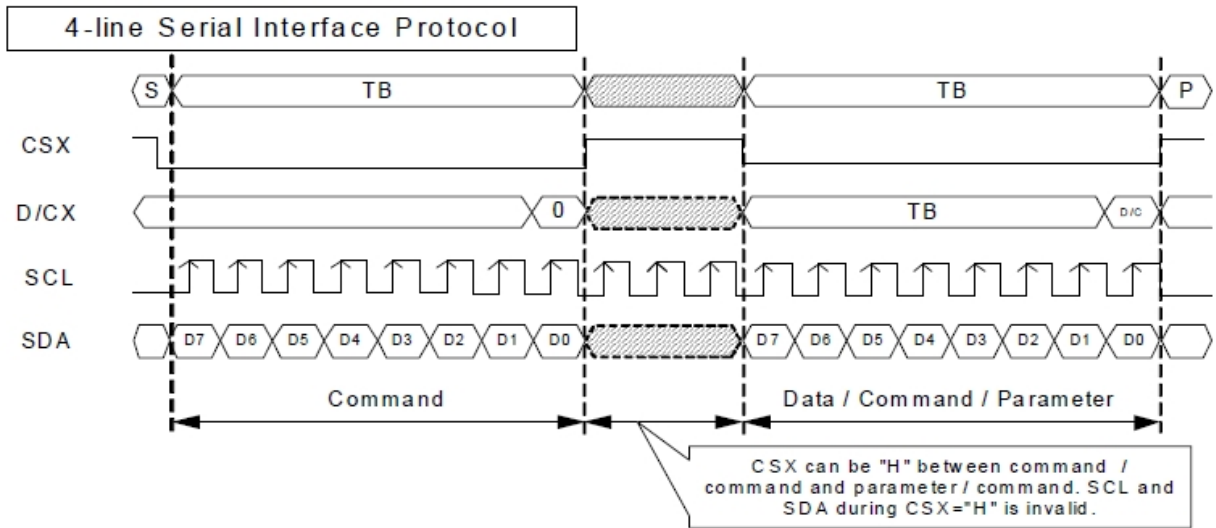 4-line Serial Interface Protocol
S TB TB P
CSX
D/CX 0 TB D/C
SCL
SDA D7 D6 D5 D4 D3 D2 D1 D0 D7 D6 D5 D4 D3 D2 D1 D0
Command Data / Command / Parameter
CSX can be "H" between command /
command and parameter / command. SCL and
SDA during CSX="H" is invalid.